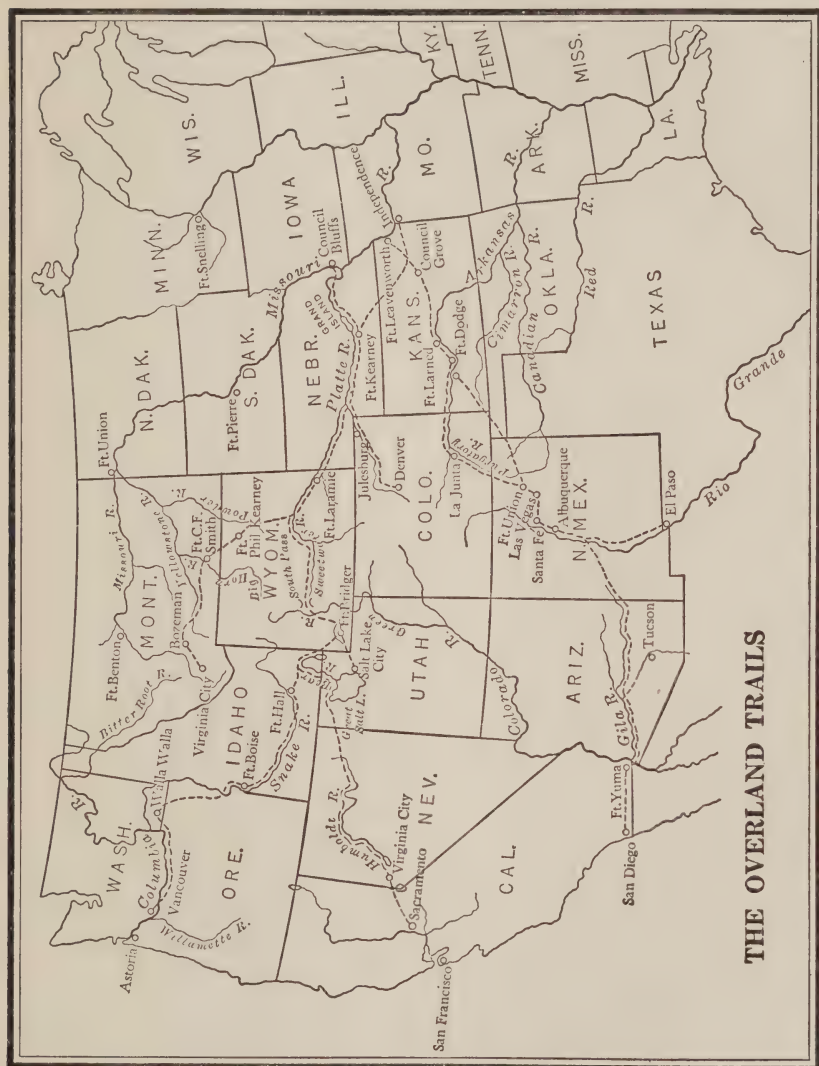 WASH.
Columbia
R.
Walla Walla
Vancouver
Astoria
Willamette R.
ORE.
Bitter Root R.
IDAHO
Ft.Boise
Snake R.
Ft.Hall
Virginia City
Bozeman
MONT.
Ft.Benton
Missouri R.
Yellowstone R.
Ft.Union
Ft.C.F.
Smith
Big
Horn
Powder R.
Ft.
Phil Kearney
WYOM.
South Pass
Sweetwater R.
Ft.Laramie
Ft.Bridger
Green R.
Bear R.
Great
Salt L.
Salt Lake
City
UTAH
NEV.
Humboldt R.
Virginia City
Sacramento
San Francisco
CAL.
San Diego
Ft.Yuma
Gila R.
Tucson
ARIZ.
Colorado R.
N. DAK.
S. DAK.
Ft.Pierre
MINN.
Ft.Snelling
WIS.
IOWA
Council
Bluffs
Missouri
NEBR.
GRAND
ISLAND
Platte R.
Ft.Kearney
Julesburg
Denver
COLO.
La Junta
Purgatory R.
KANS.
Ft.Leavenworth
Independence
R.
Council
Grove
Ft.Larned
Ft.Dodge
Arkansas R.
Cimarron R.
Canadian R.
OKLA.
Red R.
ILL.
MO.
KY.
TENN.
ARK.
MISS.
LA.
TEXAS
Rio Grande
N. MEX.
Ft.Union
Las Vegas
Santa Fe
Albuquerque
El Paso
THE OVERLAND TRAILS